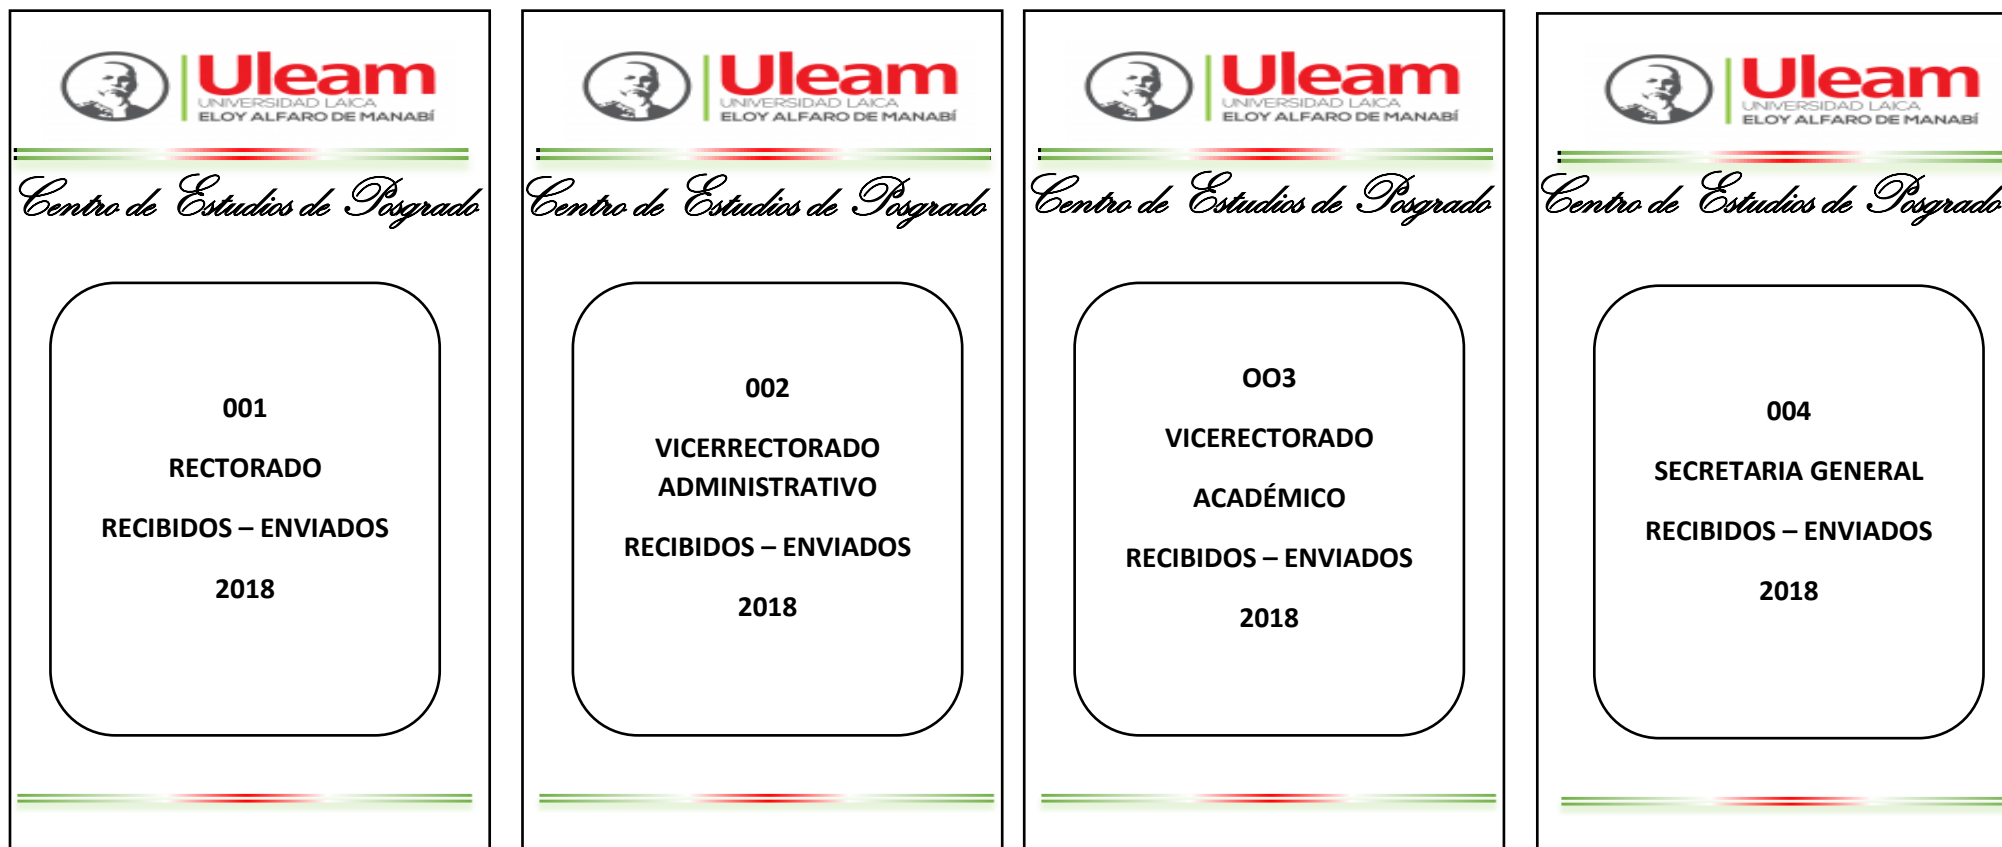 Uleam
UNIVERSIDAD LAICA
ELOY ALFARO DE MANABÍ
Centro de Estudios de Posgrado
001
RECTORADO
RECIBIDOS – ENVIADOS
2018
Uleam
UNIVERSIDAD LAICA
ELOY ALFARO DE MANABÍ
Centro de Estudios de Posgrado
002
VICERRECTORADO
ADMINISTRATIVO
RECIBIDOS – ENVIADOS
2018
Uleam
UNIVERSIDAD LAICA
ELOY ALFARO DE MANABÍ
Centro de Estudios de Posgrado
OO3
VICERECTORADO
ACADÉMICO
RECIBIDOS – ENVIADOS
2018
Uleam
UNIVERSIDAD LAICA
ELOY ALFARO DE MANABÍ
Centro de Estudios de Posgrado
004
SECRETARIA GENERAL
RECIBIDOS – ENVIADOS
2018